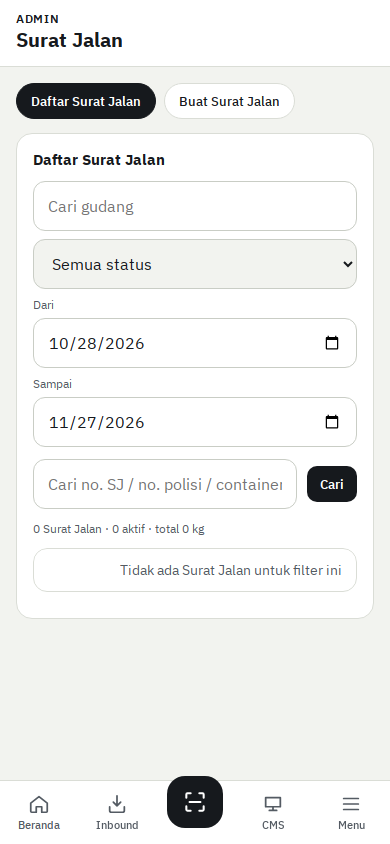 ADMIN
Surat Jalan
Daftar Surat Jalan
Buat Surat Jalan
Daftar Surat Jalan
Cari gudang
Semua status
Dari
10/28/2026
Sampai
11/27/2026
Cari no. SJ / no. polisi / container
Cari
0 Surat Jalan · 0 aktif · total 0 kg
Tidak ada Surat Jalan untuk filter ini
Beranda
Inbound
CMS
Menu